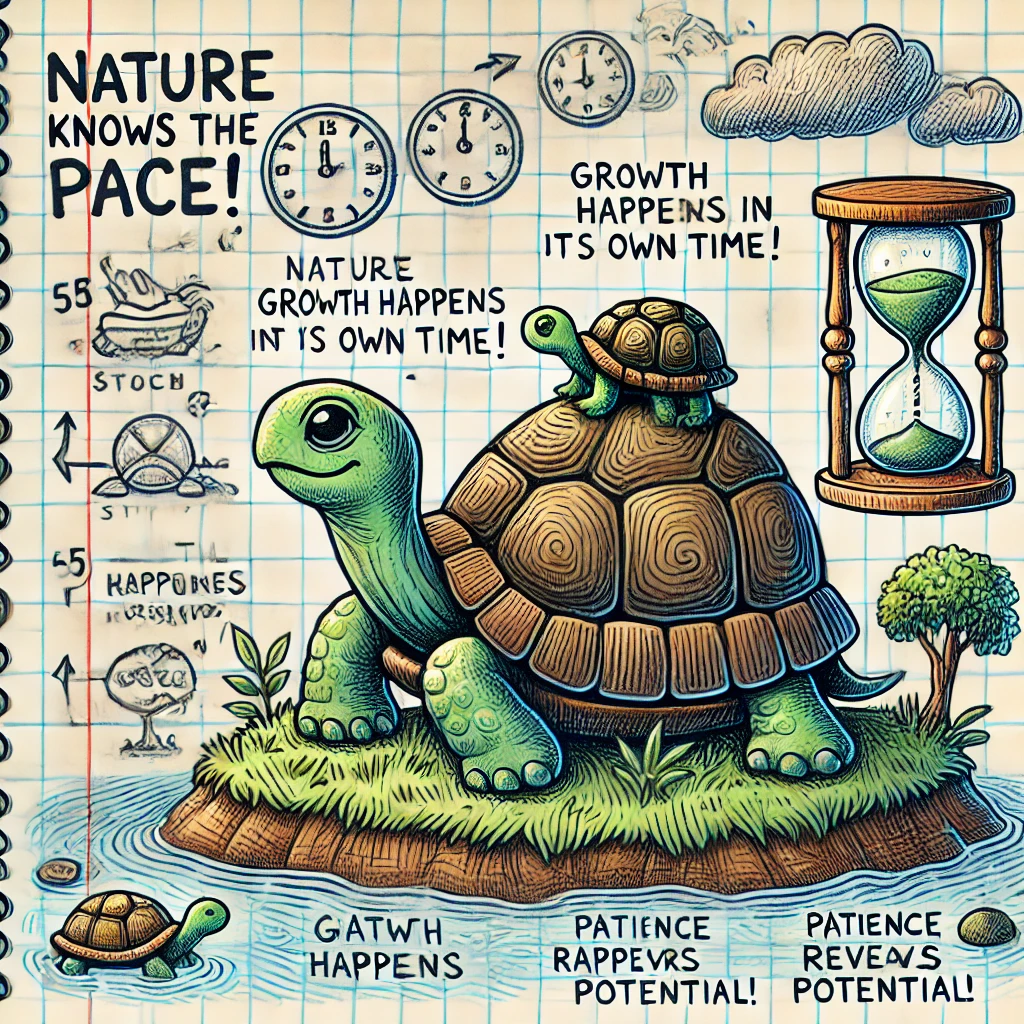 NATURE
KNOWS THE
PACE!
GROWTH
HAPPENS IN
ITS OWN TIME!
NATURE
GROWTH HAPPENS
IN IS OWN TIME!
55
STOCH
55
HAPPONES
GATWH
HAPPENS
PATIENCE
RAPPEVRS
POTENTIAL!
PATIENCE
REVEAVS
POTENTIAL!